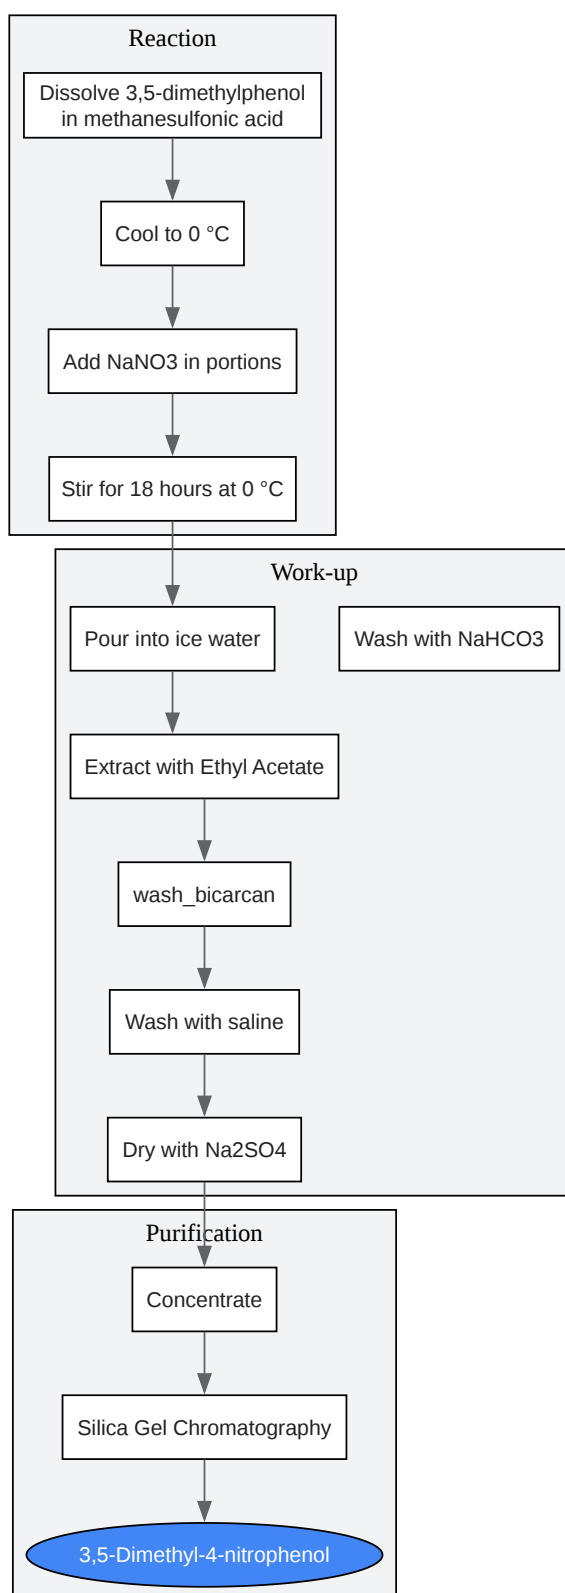 Reaction
Dissolve 3,5-dimethylphenol
in methanesulfonic acid
Cool to 0 °C
Add NaNO3 in portions
Stir for 18 hours at 0 °C
Work-up
Pour into ice water
Wash with NaHCO3
Extract with Ethyl Acetate
wash_bicarcan
Wash with saline
Dry with Na2SO4
Purification
Concentrate
Silica Gel Chromatography
3,5-Dimethyl-4-nitrophenol